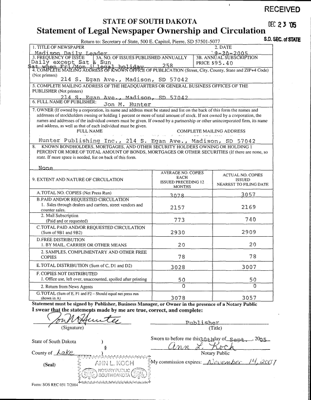 RECEIVED
DEC 23 '05
S.D. SEC. of STATE
STATE OF SOUTH DAKOTA
Statement of Legal Newspaper Ownership and Circulation
Return to: Secretary of State, 500 E. Capitol, Pierre, SD 57501-5077
1. TITLE OF NEWSPAPER
2. DATE
Madison Daily Leader
9-30-2005
3. FREQUENCY OF ISSUE
3A. NO. OF ISSUES PUBLISHED ANNUALLY
3B. ANNUAL SUBSCRIPTION
Daily except Sat & Sun
PRICE $95.40
4. COMPLETE MAILING ADDRESS OF KNOWN OFFICE OF PUBLICATION (Street, City, County, State and ZIP+4 Code)
(Not printer)
214 S. Egan Ave., Madison, SD 57042
5. COMPLETE MAILING ADDRESS OF THE HEADQUARTERS OR GENERAL BUSINESS OFFICES OF THE
PUBLISHER (Not printer)
214 S. Egan Ave., Madison, SD 57042
6. FULL NAME OF PUBLISHER:
Jon M. Hunter
7. OWNER (If owned by a corporation, its name and address must be stated and list on the back of this form the names and
addresses of stockholders owning or holding 1 percent or more of total amount of stock. If not owned by a corporation, the
names and addresses of the individual owners must be given. If owned by a partnership or other unincorporated firm, its name
and address, as well as that of each individual must be given.
FULL NAME
COMPLETE MAILING ADDRESS
Hunter Publishing Inc., 214 S. Egan Ave., Madison, SD 57042
8. KNOWN BONDHOLDERS, MORTGAGES, AND OTHER SECURITY HOLDERS OWNING OR HOLDING 1
PERCENT OR MORE OF TOTAL AMOUNT OF BONDS, MORTGAGES OR OTHER SECURITIES (If there are none, so
state. If more space is needed, list on back of this form.
None
9. EXTENT AND NATURE OF CIRCULATION
AVERAGE NO. COPIES
EACH
ISSUED PRECEDING 12
MONTHS
ACTUAL NO. COPIES
ISSUED
NEAREST TO FILING DATE
A. TOTAL NO. COPIES (Net Press Run)
3078
3057
B. PAID AND/OR REQUESTED CIRCULATION
1. Sales through dealers and carriers, street vendors and
counter sales.
2157
2169
2. Mail Subscription
(Paid and or requested)
773
740
C. TOTAL PAID AND/OR REQUESTED CIRCULATION
(Sum of 9B1 and 9B2)
2930
2909
D. FREE DISTRIBUTION
1. BY MAIL, CARRIER OR OTHER MEANS
20
20
2. SAMPLES, COMPLIMENTARY AND OTHER FREE
COPIES
78
78
E. TOTAL DISTRIBUTION (Sum of C, D1 and D2)
3028
3007
F. COPIES NOT DISTRIBUTED
1. Office use, left over, unaccounted, spoiled after printing
50
50
2. Return from News Agents
0
0
G. TOTAL (Sum of E, F1 and F2 - Should equal net press run
shown in A)
3078
3057
Statement must be signed by Publisher, Business Manager, or Owner in the presence of a Notary Public
I swear that the statements made by me are true, correct, and complete:
Jon M Hunter
(Signature)
Publisher
(Title)
State of South Dakota
County of Lake
(Seal)
ANN L. KOCH
NOTARY PUBLIC
SOUTH DAKOTA
Sworn to before me this 30th day of Sept. 2005
Ann L. Koch
Notary Public
My commission expires: November 14, 2007
Form: SOS REC 051 7/2004